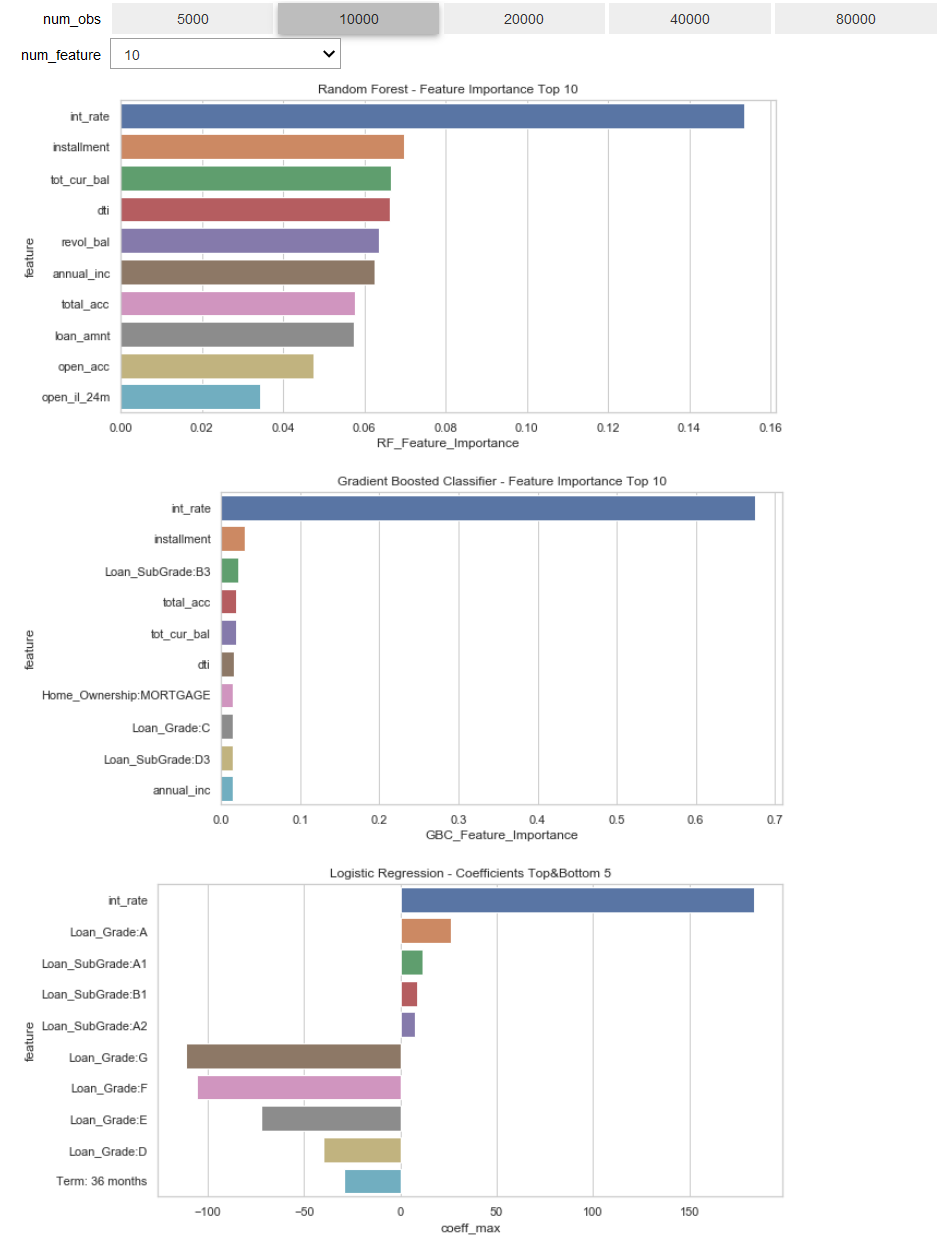 num_obs 5000 10000 20000 40000 80000
num_feature 10
Random Forest - Feature Importance Top 10
int_rate
installment
tot_cur_bal
dti
revol_bal
annual_inc
total_acc
loan_amnt
open_acc
open_il_24m
feature
0.00 0.02 0.04 0.06 0.08 0.10 0.12 0.14 0.16
RF_Feature_Importance
Gradient Boosted Classifier - Feature Importance Top 10
int_rate
installment
Loan_SubGrade:B3
total_acc
tot_cur_bal
dti
Home_Ownership:MORTGAGE
Loan_Grade:C
Loan_SubGrade:D3
annual_inc
feature
0.0 0.1 0.2 0.3 0.4 0.5 0.6 0.7
GBC_Feature_Importance
Logistic Regression - Coefficients Top&Bottom 5
int_rate
Loan_Grade:A
Loan_SubGrade:A1
Loan_SubGrade:B1
Loan_SubGrade:A2
Loan_Grade:G
Loan_Grade:F
Loan_Grade:E
Loan_Grade:D
Term: 36 months
feature
−100 −50 0 50 100 150
coeff_max